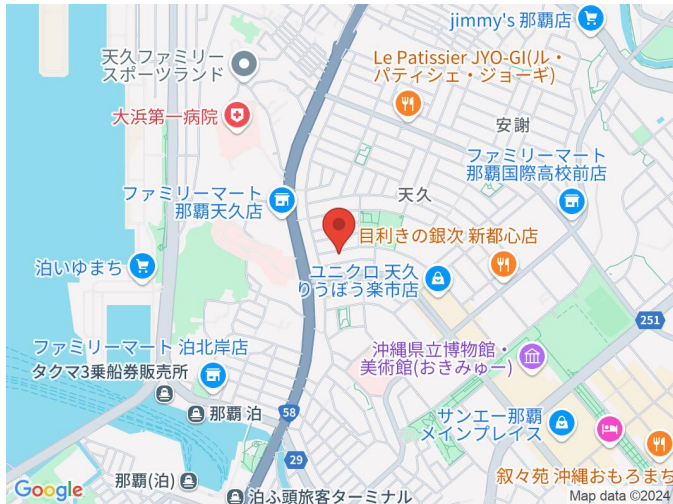 jimmy's 那覇店
天久ファミリー
スポーツランド
Le Patissier JYO-GI(ル・
パティシェ・ジョーギ)
大浜第一病院
安謝
ファミリーマート
那覇国際高校前店
ファミリーマート
那覇天久店
天久
目利きの銀次 新都心店
泊いゆまち
ユニクロ 天久
りうぼう楽市店
251
ファミリーマート 泊北岸店
沖縄県立博物館・
美術館(おきみゅー)
タクマ3乗船券販売所
那覇 泊
58
サンエー那覇
メインプレイス
29
那覇(泊)
叙々苑 沖縄おもろまち
泊ふ頭旅客ターミナル
Google
Map data ©2024